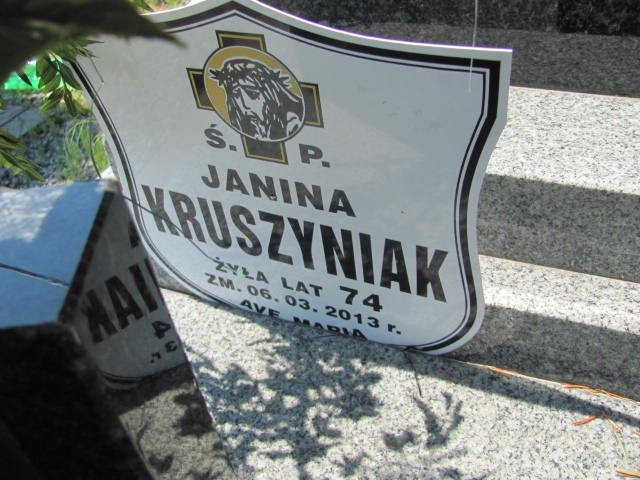 Ś. P.
JANINA
KRUSZYNIAK
ŻYŁA LAT 74
ZM. 06. 03. 2013 r.
AVE MARIA